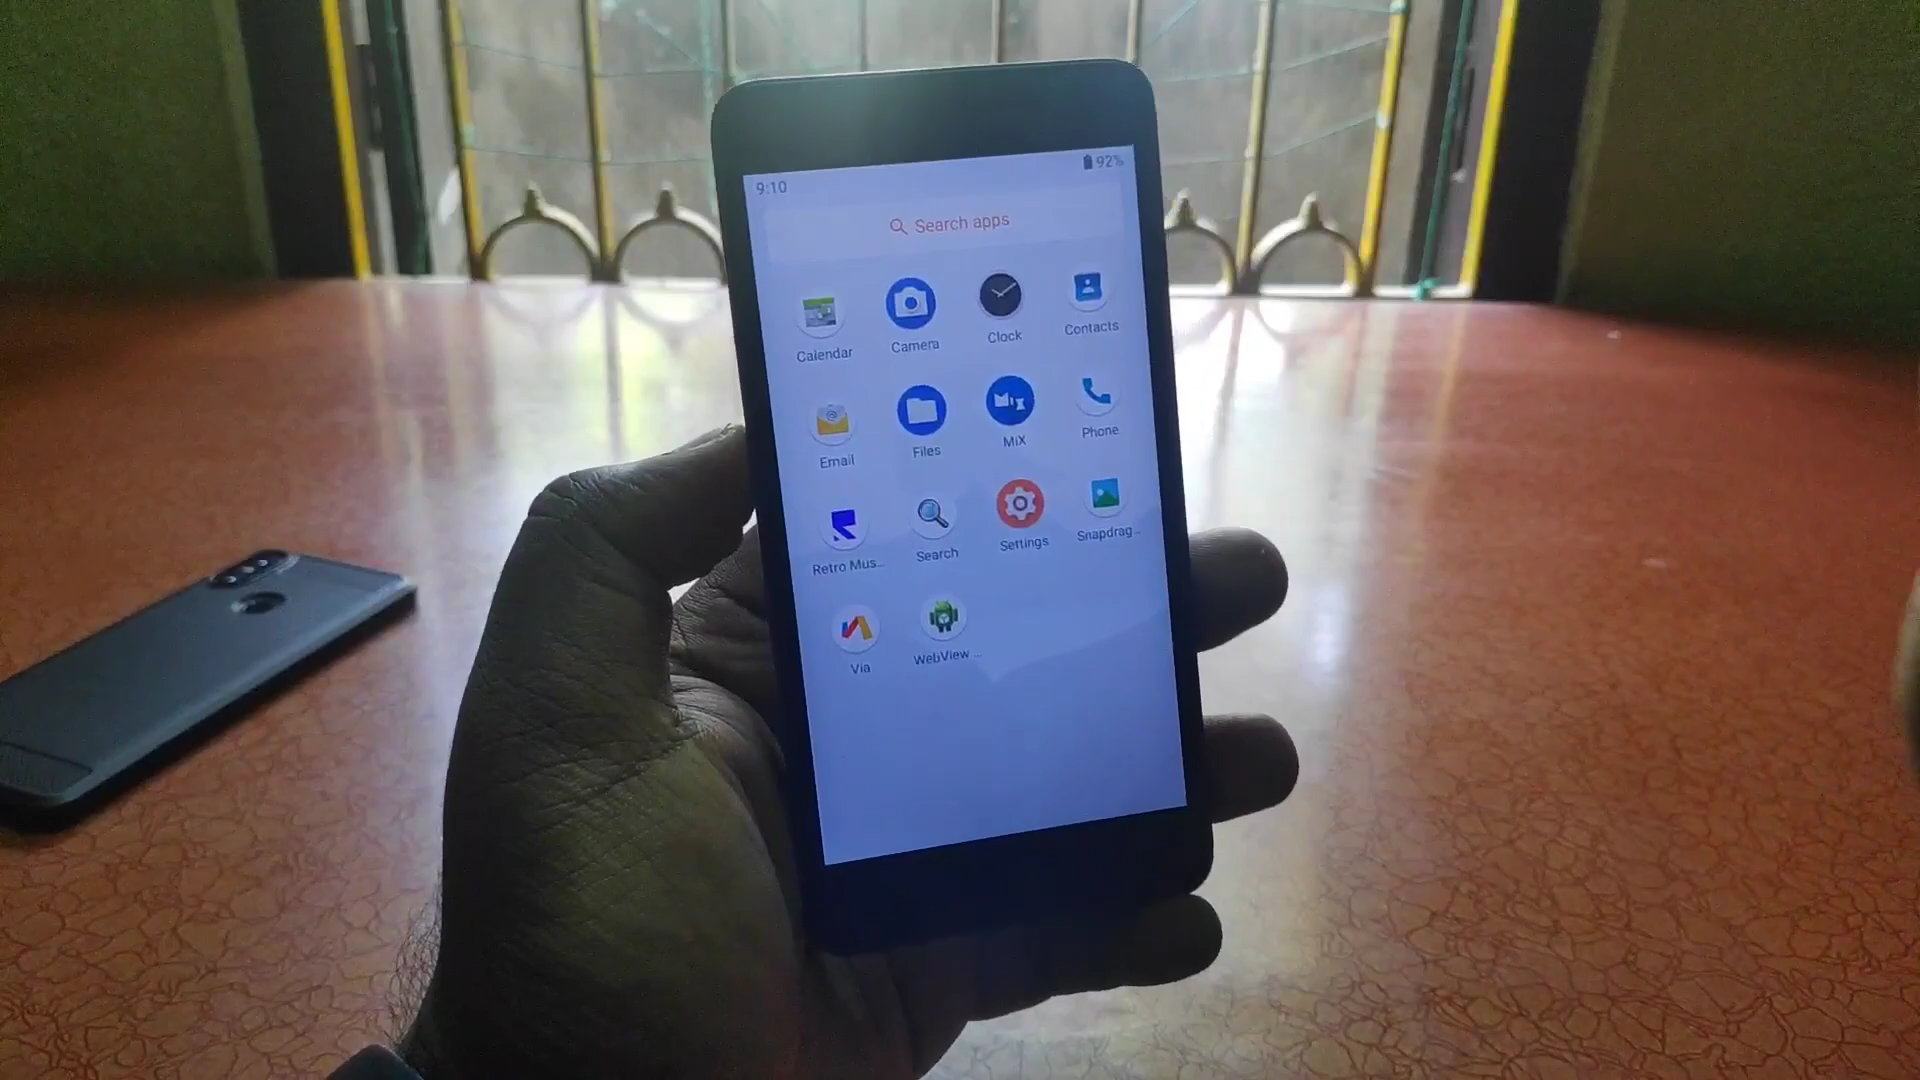 9:10 92%
Search apps
Calendar Camera Clock Contacts
Email Files MiX Phone
Retro Mus... Search Settings Snapdrag...
Via WebView ...